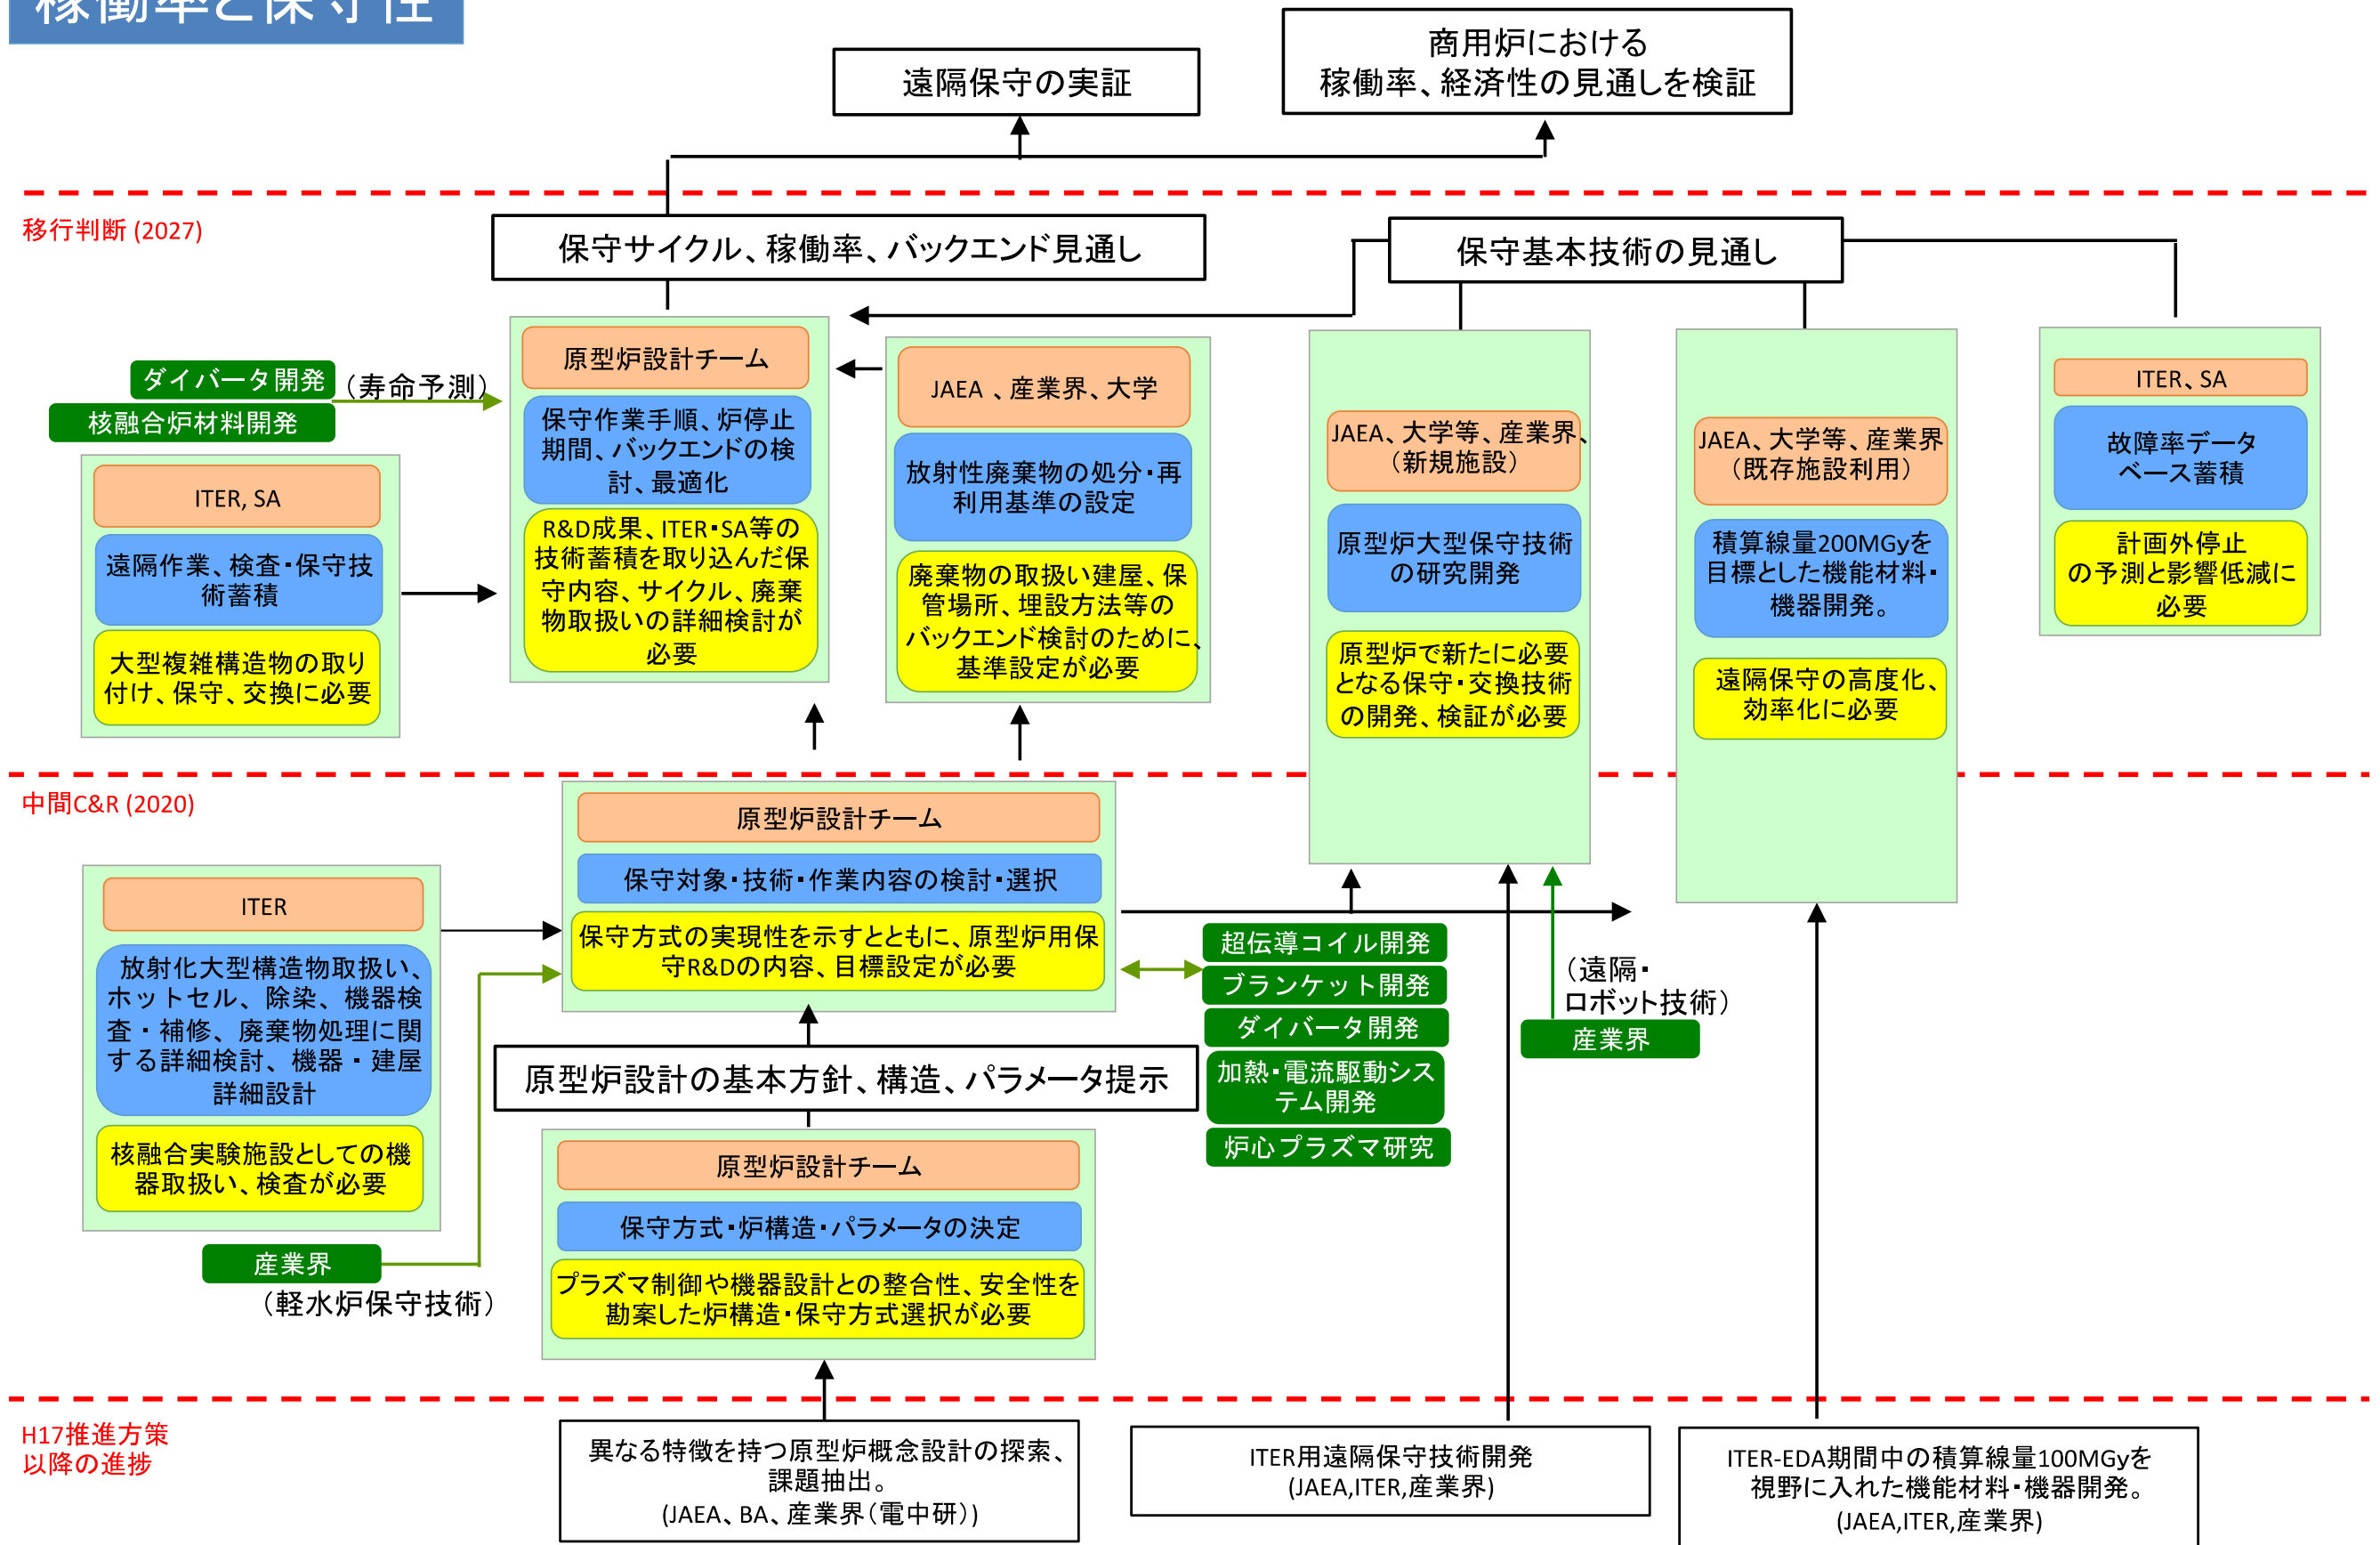 稼働率と保守性
商用炉における
稼働率、経済性の見通しを検証
遠隔保守の実証
移行判断 (2027)
保守サイクル、稼働率、バックエンド見通し
保守基本技術の見通し
ダイバータ開発
核融合炉材料開発
（寿命予測）
ITER, SA
遠隔作業、検査・保守技
術蓄積
大型複雑構造物の取り
付け、保守、交換に必要
原型炉設計チーム
保守作業手順、炉停止
期間、バックエンドの検
討、最適化
R&D成果、ITER・SA等の
技術蓄積を取り込んだ保
守内容、サイクル、廃棄
物取扱いの詳細検討が
必要
JAEA 、産業界、大学
放射性廃棄物の処分・再
利用基準の設定
廃棄物の取扱い建屋、保
管場所、埋設方法等の
バックエンド検討のために、
基準設定が必要
JAEA、大学等、産業界、
（新規施設）
原型炉大型保守技術
の研究開発
原型炉で新たに必要
となる保守・交換技術
の開発、検証が必要
JAEA、大学等、産業界
（既存施設利用）
積算線量200MGyを
目標とした機能材料・
機器開発。
遠隔保守の高度化、
効率化に必要
ITER、SA
故障率データ
ベース蓄積
計画外停止
の予測と影響低減に
必要
中間C&R (2020)
原型炉設計チーム
保守対象・技術・作業内容の検討・選択
保守方式の実現性を示すとともに、原型炉用保
守R&Dの内容、目標設定が必要
ITER
放射化大型構造物取扱い、
ホットセル、除染、機器検
査・補修、廃棄物処理に関
する詳細検討、機器・建屋
詳細設計
核融合実験施設としての機
器取扱い、検査が必要
産業界
（軽水炉保守技術）
超伝導コイル開発
ブランケット開発
ダイバータ開発
加熱・電流駆動シス
テム開発
炉心プラズマ研究
（遠隔・
ロボット技術）
産業界
原型炉設計の基本方針、構造、パラメータ提示
原型炉設計チーム
保守方式・炉構造・パラメータの決定
プラズマ制御や機器設計との整合性、安全性を
勘案した炉構造・保守方式選択が必要
H17推進方策
以降の進捗
異なる特徴を持つ原型炉概念設計の探索、
課題抽出。
(JAEA、BA、産業界（電中研）)
ITER用遠隔保守技術開発
(JAEA,ITER,産業界)
ITER-EDA期間中の積算線量100MGyを
視野に入れた機能材料・機器開発。
(JAEA,ITER,産業界)